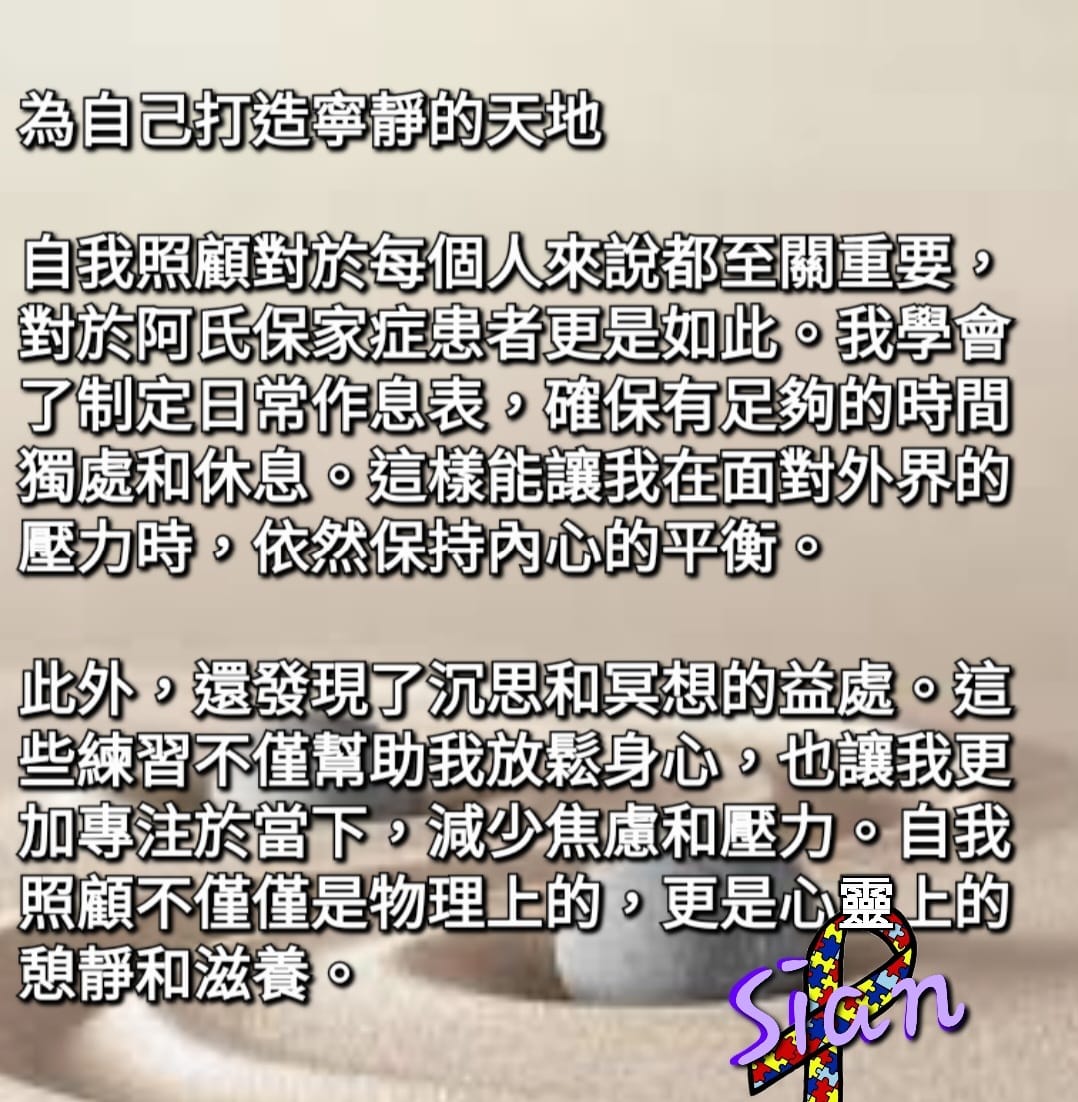 為自己打造寧靜的天地
自我照顧對於每個人來說都至關重要，
對於阿氏保家症患者更是如此。我學會
了制定日常作息表，確保有足夠的時間
獨處和休息。這樣能讓我在面對外界的
壓力時，依然保持內心的平衡。
此外，還發現了沉思和冥想的益處。這
些練習不僅幫助我放鬆身心，也讓我更
加專注於當下，減少焦慮和壓力。自我
照顧不僅僅是物理上的，更是心靈上的
憩靜和滋養。
Sian